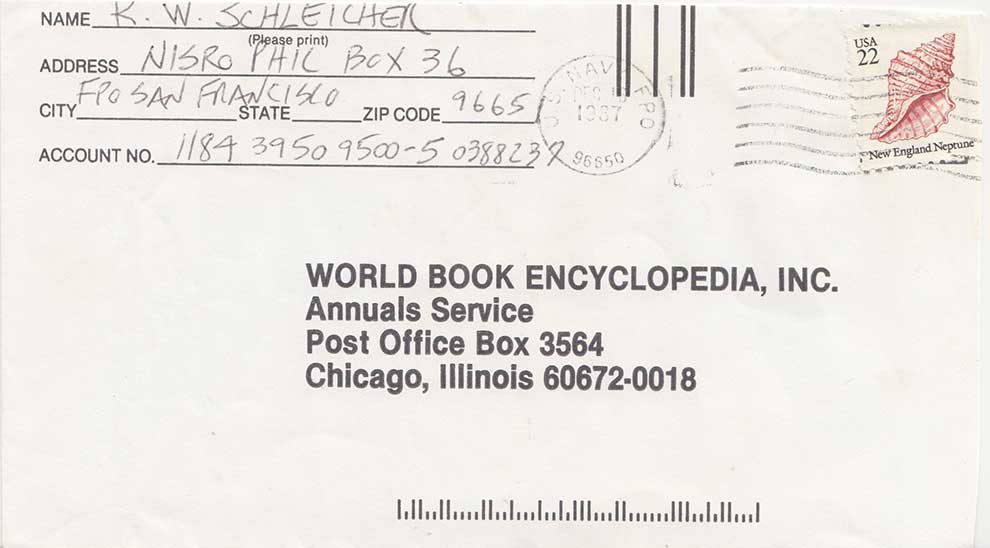 NAME K. W. SCHLEICHER
(Please print)
ADDRESS NISRO PHIL BOX 36
CITY FPO SAN FRANCISCO STATE ZIP CODE 9665
ACCOUNT NO. 1184 3950 9500-5 0388237
U.S. NAVY FPO
DEC
1987
96650
USA
22
New England Neptune
WORLD BOOK ENCYCLOPEDIA, INC.
Annuals Service
Post Office Box 3564
Chicago, Illinois 60672-0018